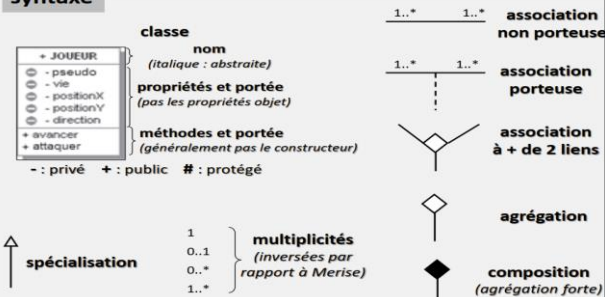 syntaxe
classe
nom
(italique : abstraite)
+ JOUEUR
- pseudo
- vie
- positionX
- positionY
- direction
propriétés et portée
(pas les propriétés objet)
+ avancer
+ attaquer
méthodes et portée
(généralement pas le constructeur)
- : privé + : public # : protégé
spécialisation
1
0..1
0..*
1..*
multiplicités
(inversées par
rapport à Merise)
1..* 1..*
association
non porteuse
1..* 1..*
association
porteuse
association
à + de 2 liens
agrégation
composition
(agrégation forte)